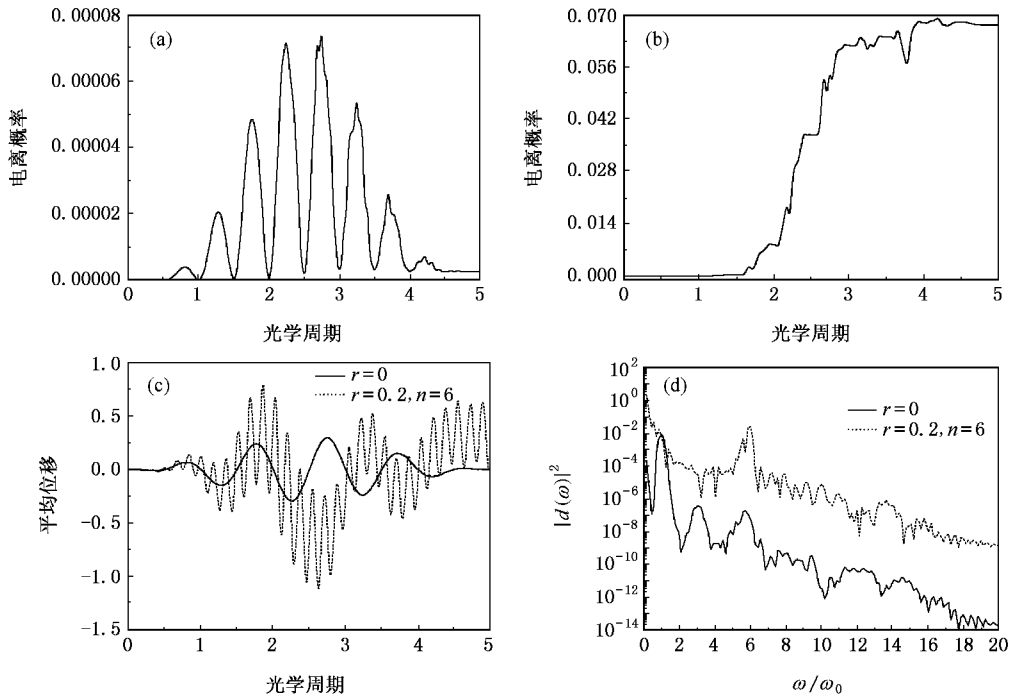 (a)
0.00008
0.00006
0.00004
0.00002
0.00000
电离概率
0 1 2 3 4 5
光学周期
(b)
0.070
0.056
0.042
0.028
0.014
0.000
电离概率
0 1 2 3 4 5
光学周期
(c)
r=0
r=0.2, n=6
1.0
0.5
0.0
-0.5
-1.0
-1.5
平均位移
0 1 2 3 4 5
光学周期
(d)
r=0
r=0.2, n=6
10²
10⁰
10⁻²
10⁻⁴
10⁻⁶
10⁻⁸
10⁻¹⁰
10⁻¹²
10⁻¹⁴
|d(ω)|²
0 2 4 6 8 10 12 14 16 18 20
ω/ω₀